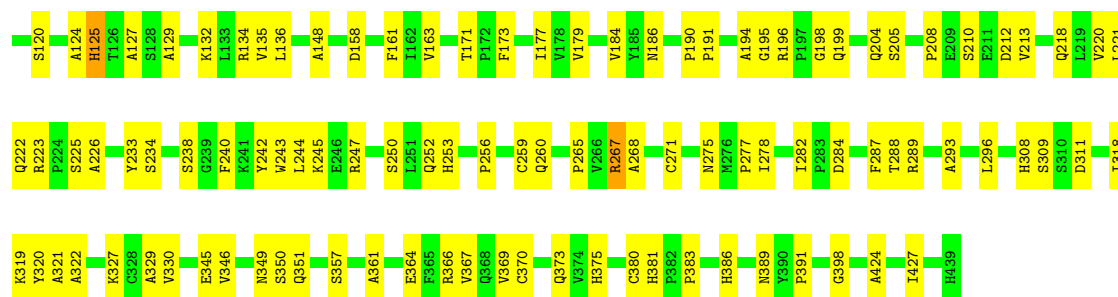 S120 A124 H125 T126 A127 S128 A129 K132 L133 R134 V135 L136 A148 D158 F161 I162 V163 T171 P172 F173 I177 V178 V179 V184 Y185 N186 P190 P191 A194 G195 R196 P197 G198 Q199 Q204 S205 P208 E209 S210 E211 D212 V213 Q218 L219 V220
Q222 R223 P224 S225 A226 Y233 S234 S238 G239 F240 K241 Y242 W243 L244 K245 E246 R247 S250 L251 Q252 H253 P256 C259 Q260 P265 V266 R267 A268 C271 N275 M276 P277 I278 I282 P283 D284 F287 T288 R289 A293 L296 H308 S309 S310 D311 I318
K319 Y320 A321 A322 K327 C328 A329 V330 E345 V346 N349 S350 Q351 S357 A361 E364 F365 R366 V367 Q368 V369 C370 Q373 V374 H375 C380 H381 P382 P383 H386 N389 Y390 P391 G398 A424 I427 H439